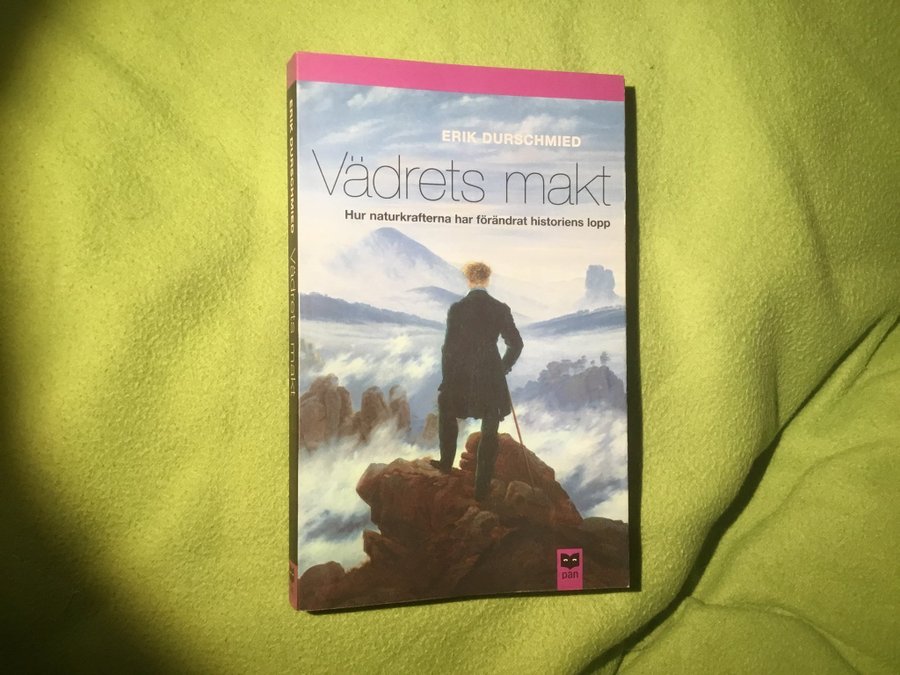 ERIK DURSCHMIED
Vädrets makt
Hur naturkrafterna har förändrat historiens lopp
pan
ERIK DURSCHMIED Vädrets makt